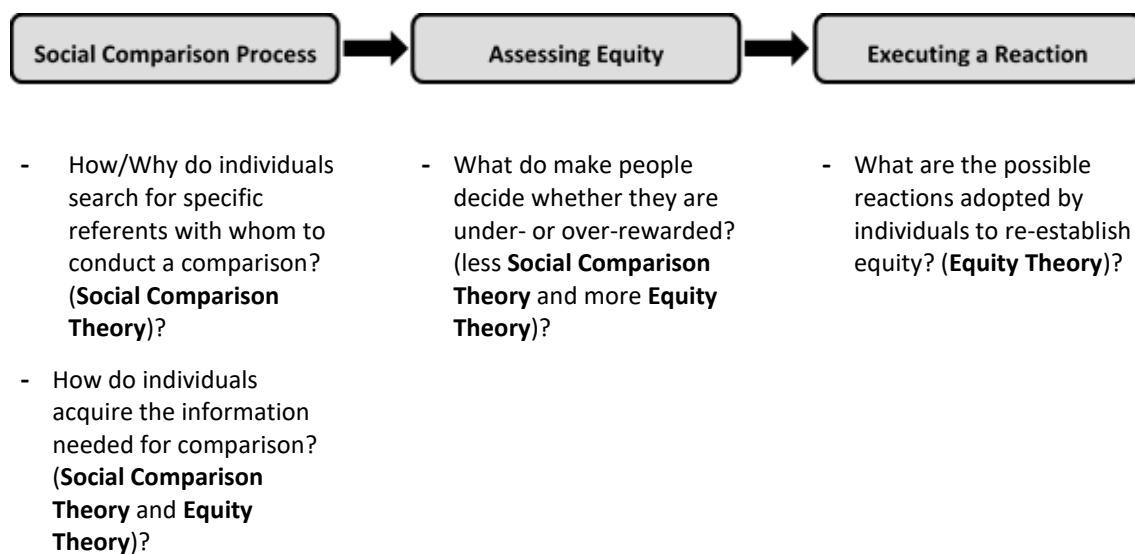 Social Comparison Process
Assessing Equity
Executing a Reaction
- How/Why do individuals
search for specific
referents with whom to
conduct a comparison?
(Social Comparison
Theory)?
- How do individuals
acquire the information
needed for comparison?
(Social Comparison
Theory and Equity
Theory)?
- What do make people
decide whether they are
under- or over-rewarded?
(less Social Comparison
Theory and more Equity
Theory)?
- What are the possible
reactions adopted by
individuals to re-establish
equity? (Equity Theory)?